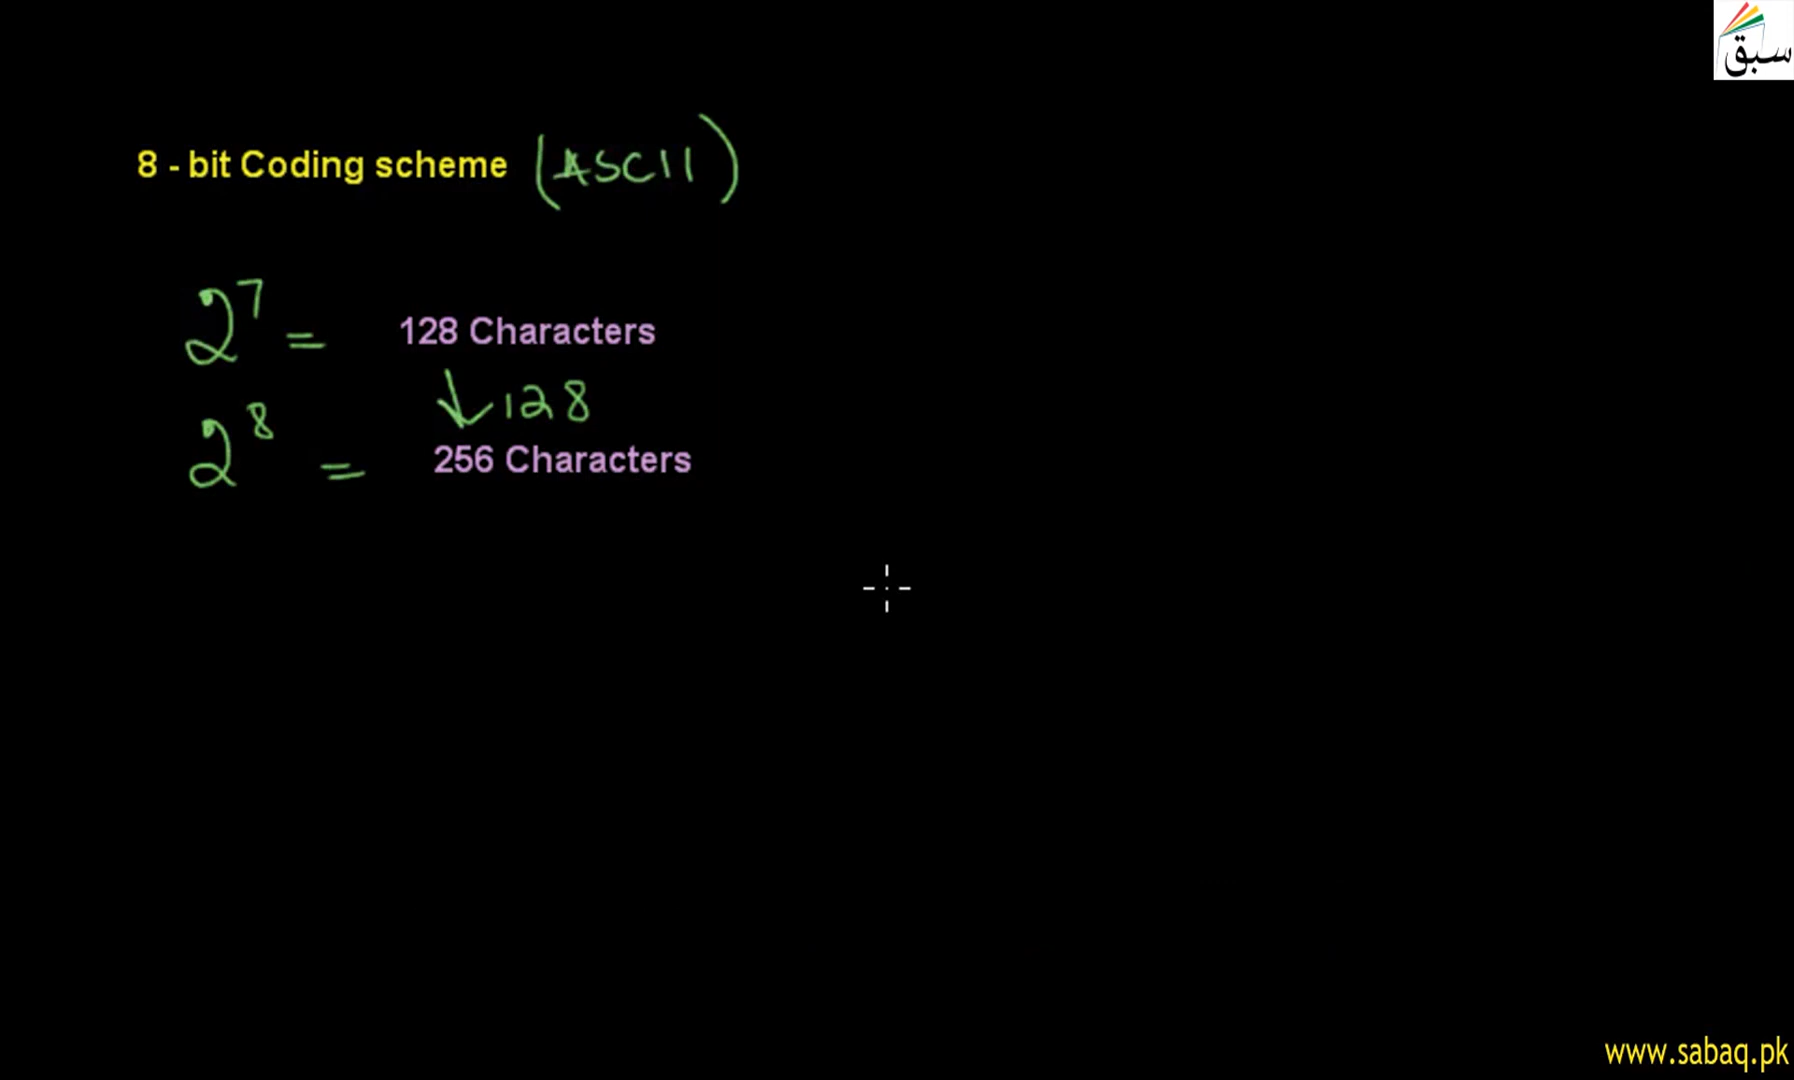 سبق
8 - bit Coding scheme (ASCII)
2⁷ = 128 Characters
↓ 128
2⁸ = 256 Characters
www.sabaq.pk